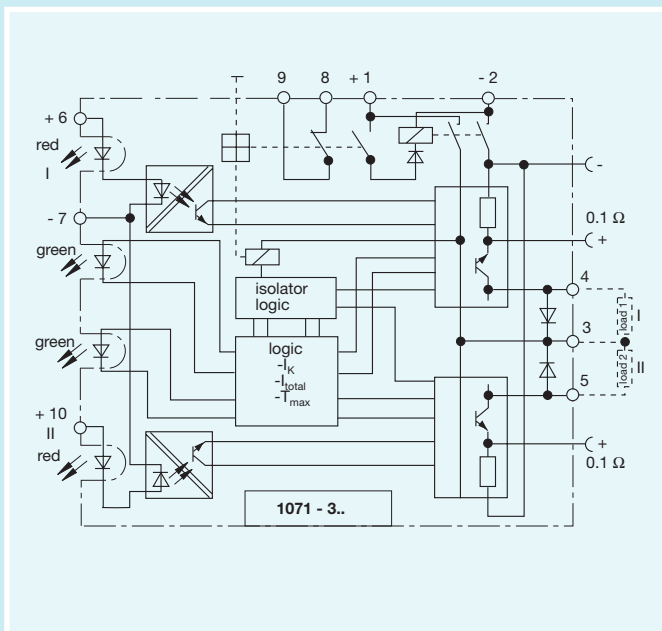 9 8 + 1 - 2
+ 6
red
I
-
- 7
0.1 Ω
+
green
isolator
logic
4
load 1
I
green
logic
-I_K
-I_total
-T_max
3
load 2
II
5
+ 10
II
red
+
0.1 Ω
1071 - 3..